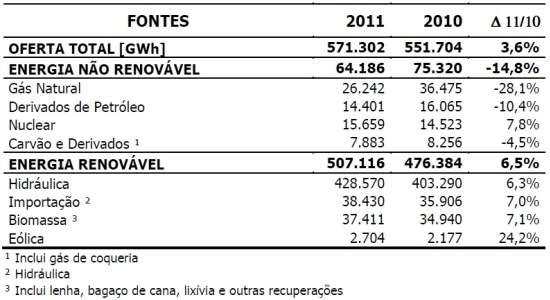 FONTES 2011 2010 Δ 11/10
OFERTA TOTAL [GWh] 571.302 551.704 3,6%
ENERGIA NÃO RENOVÁVEL 64.186 75.320 -14,8%
Gás Natural 26.242 36.475 -28,1%
Derivados de Petróleo 14.401 16.065 -10,4%
Nuclear 15.659 14.523 7,8%
Carvão e Derivados ¹ 7.883 8.256 -4,5%
ENERGIA RENOVÁVEL 507.116 476.384 6,5%
Hidráulica 428.570 403.290 6,3%
Importação ² 38.430 35.906 7,0%
Biomassa ³ 37.411 34.940 7,1%
Eólica 2.704 2.177 24,2%
¹ Inclui gás de coqueria
² Hidráulica
³ Inclui lenha, bagaço de cana, lixívia e outras recuperações